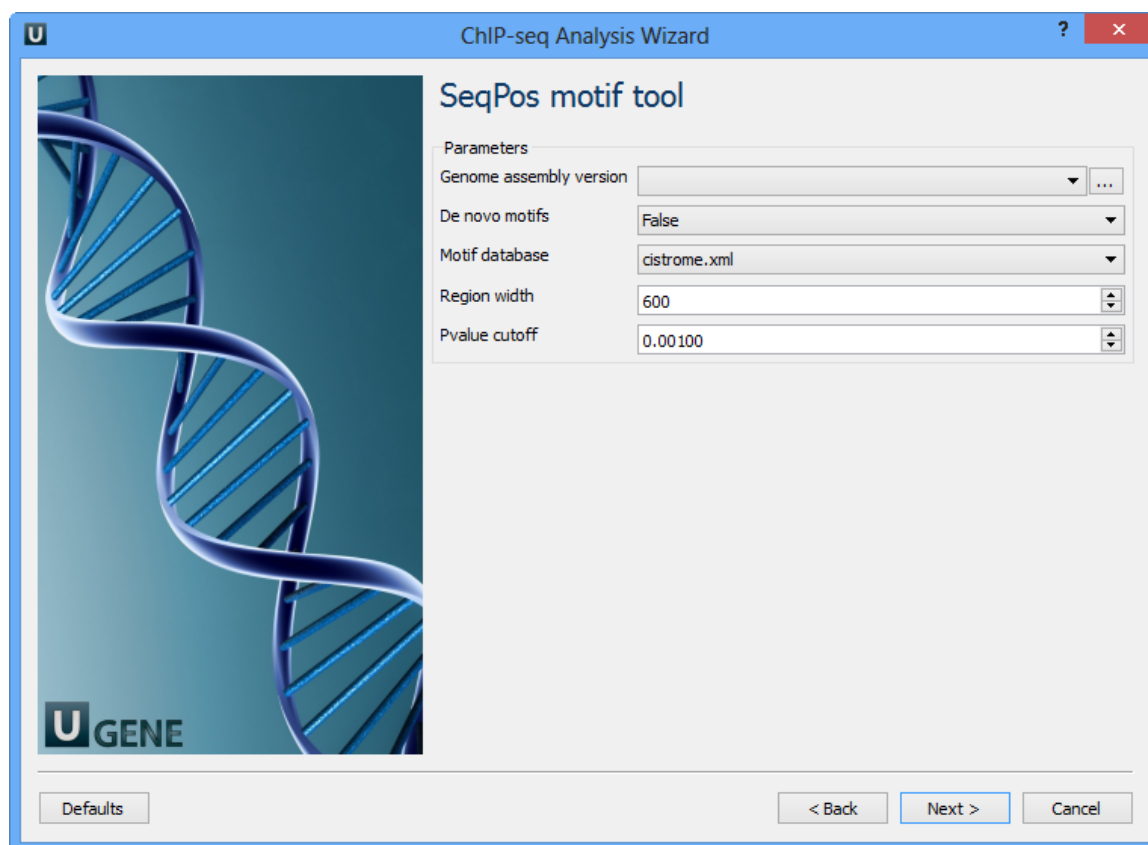 U
ChIP-seq Analysis Wizard
?
×
SeqPos motif tool
Parameters
Genome assembly version
...
De novo motifs
False
Motif database
cistrome.xml
Region width
600
Pvalue cutoff
0.00100
U GENE
Defaults
< Back
Next >
Cancel